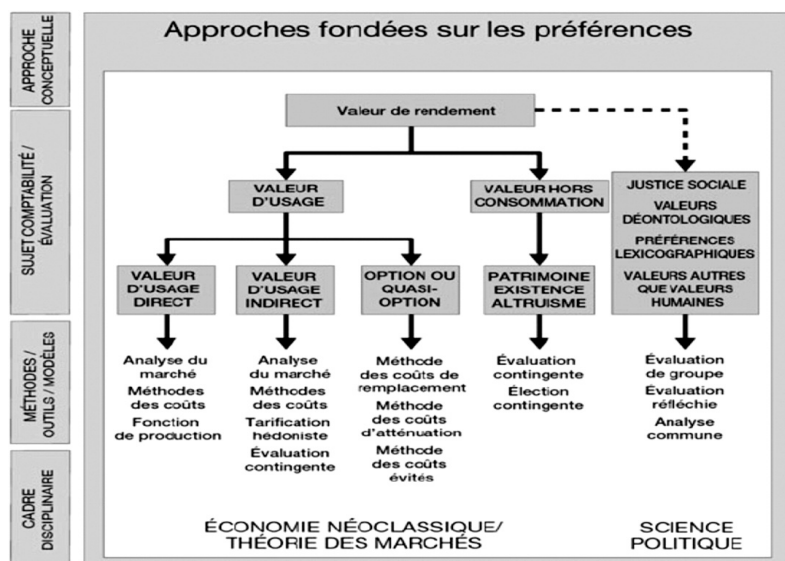 APPROCHE
CONCEPTUELLE
Approches fondées sur les préférences
SUJET COMPTABILITÉ /
ÉVALUATION
Valeur de rendement
VALEUR
D'USAGE
VALEUR HORS
CONSOMMATION
JUSTICE SOCIALE
VALEURS
DÉONTOLOGIQUES
PRÉFÉRENCES
LEXICOGRAPHIQUES
VALEURS AUTRES
QUE VALEURS
HUMAINES
VALEUR
D'USAGE
DIRECT
VALEUR
D'USAGE
INDIRECT
OPTION OU
QUASI-
OPTION
PATRIMOINE
EXISTENCE
ALTRUISME
MÉTHODES /
OUTILS / MODÈLES
Analyse du
marché
Méthodes
des coûts
Fonction
de production
Analyse du
marché
Méthodes
des coûts
Tarification
hédoniste
Évaluation
contingente
Méthode
des coûts de
remplacement
Méthode
des coûts
d'atténuation
Méthode
des coûts
évités
Évaluation
contingente
Élection
contingente
Évaluation
de groupe
Évaluation
réfléchie
Analyse
commune
CADRE
DISCIPLINAIRE
ÉCONOMIE NÉOCLASSIQUE/
THÉORIE DES MARCHÉS
SCIENCE
POLITIQUE